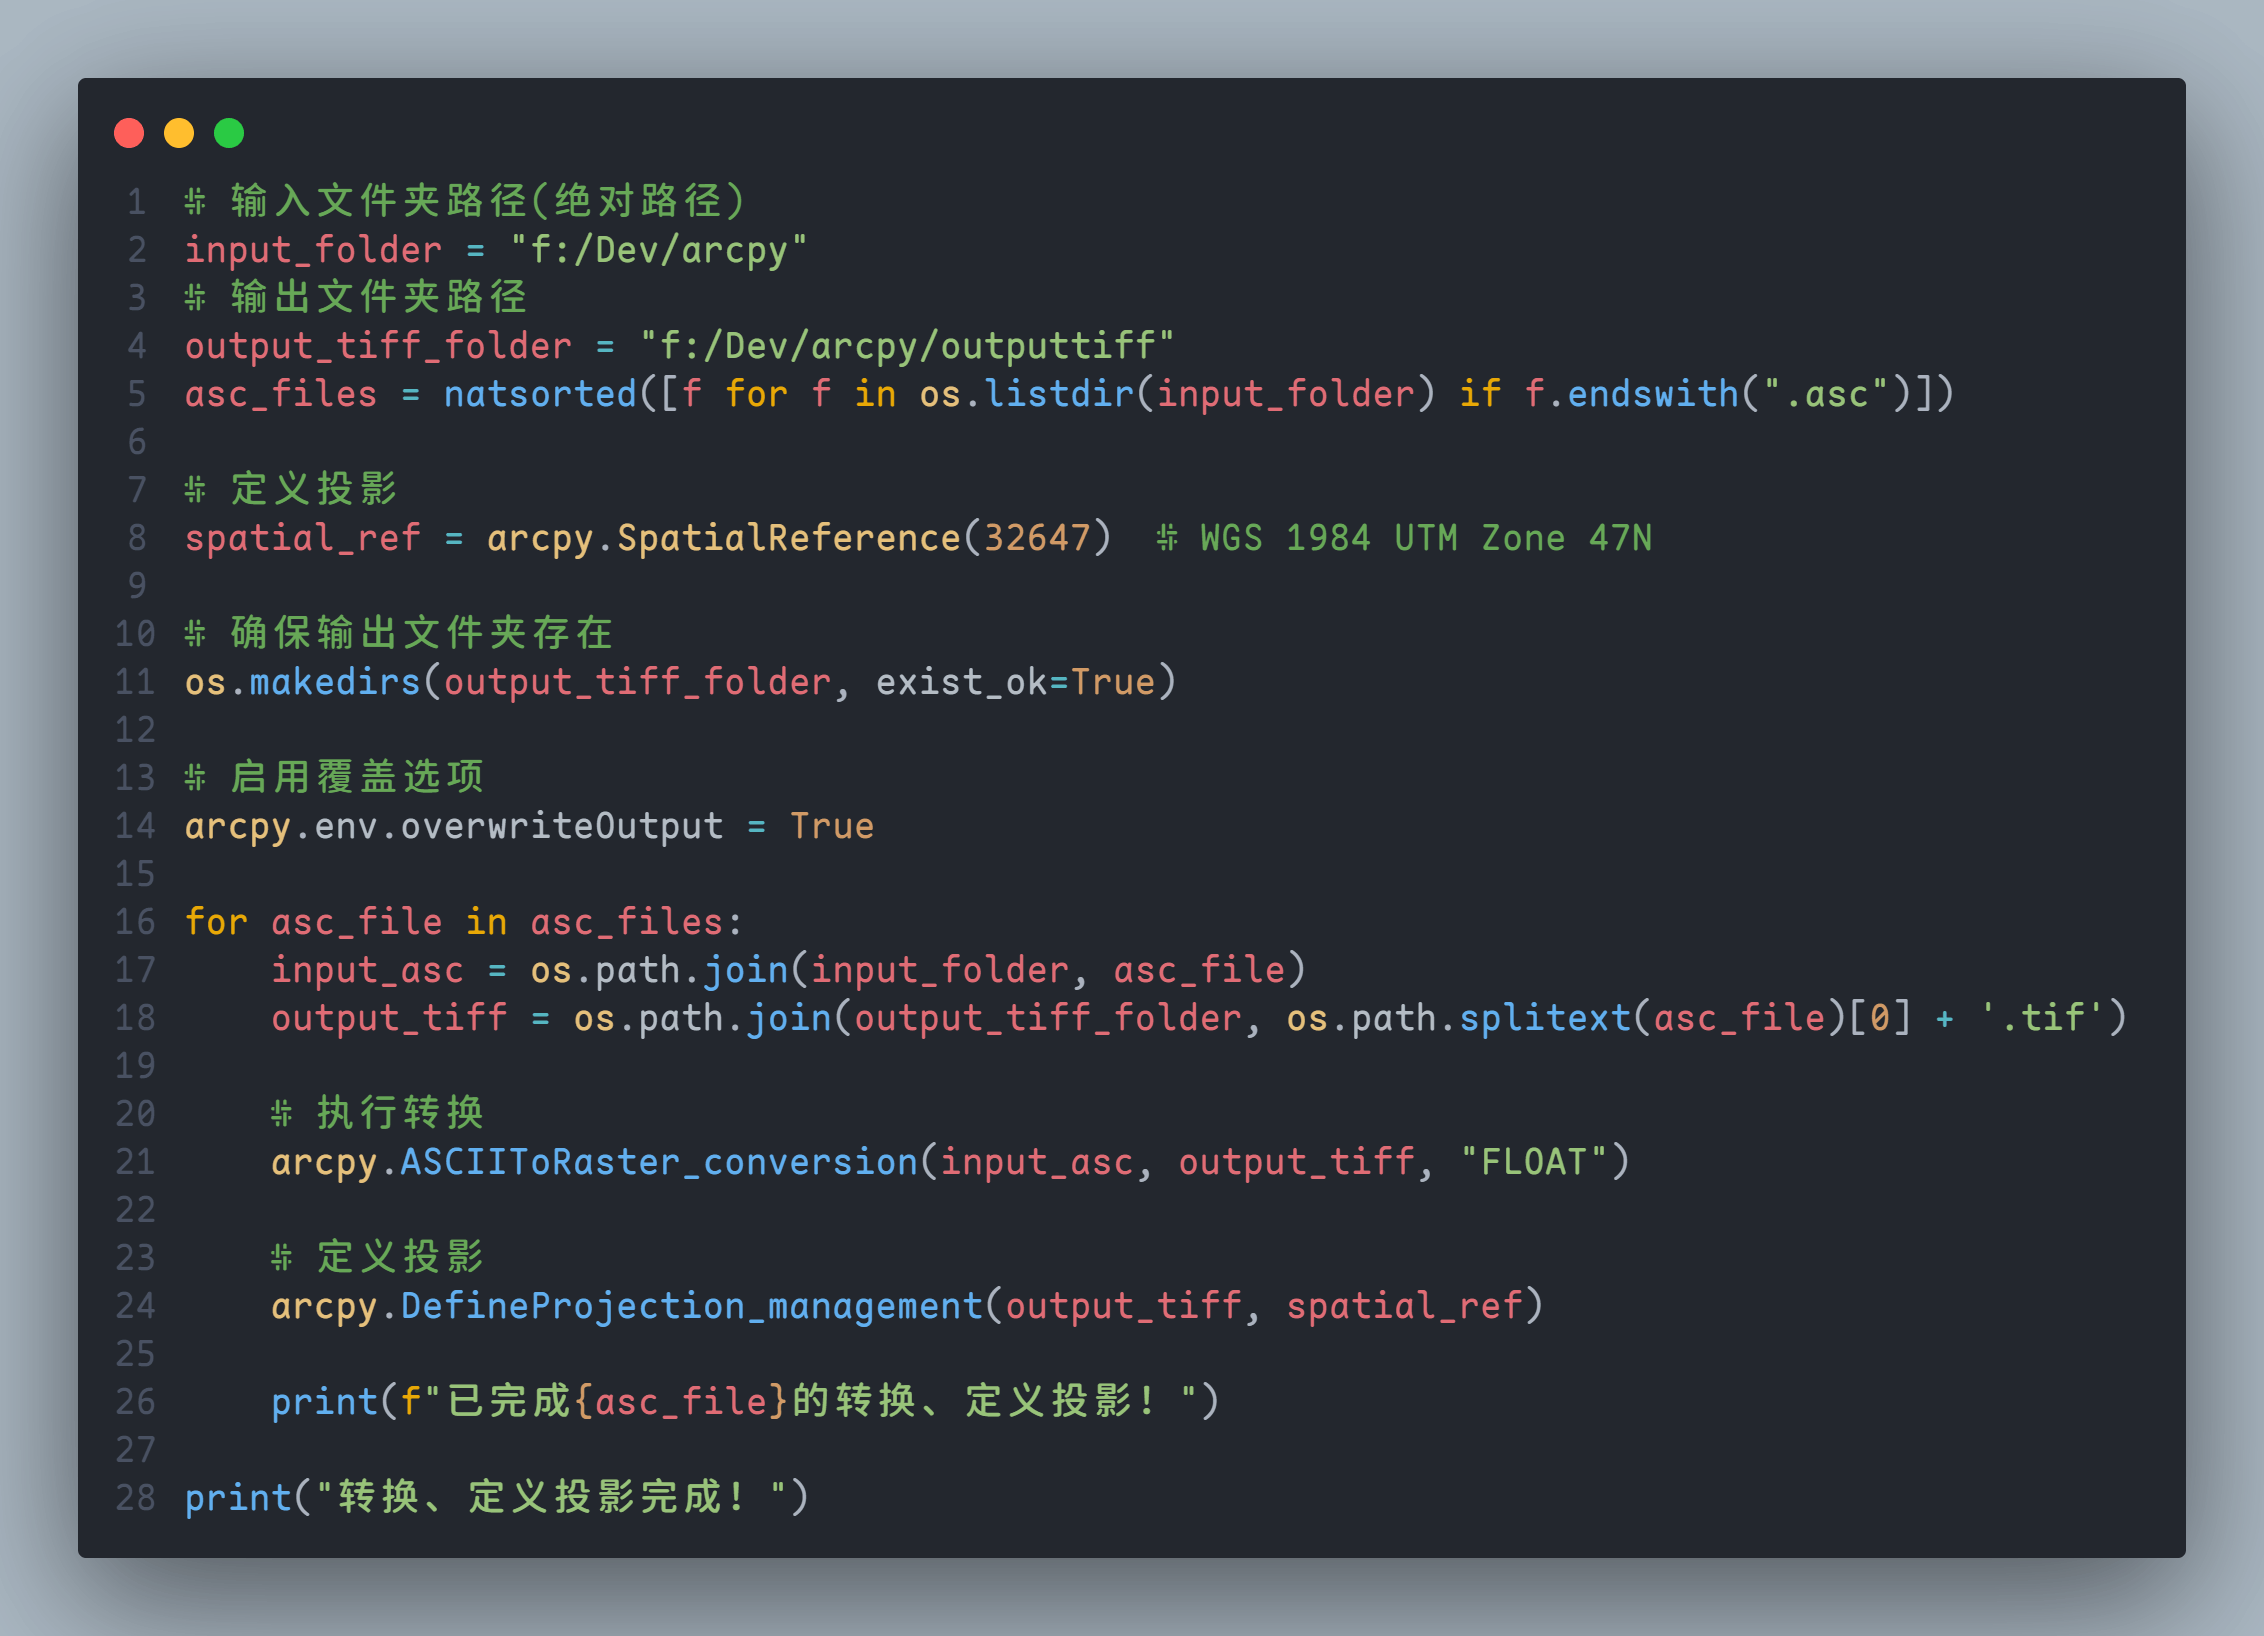 1 # 输入文件夹路径(绝对路径)
2 input_folder = "f:/Dev/arcpy"
3 # 输出文件夹路径
4 output_tiff_folder = "f:/Dev/arcpy/outputtiff"
5 asc_files = natsorted([f for f in os.listdir(input_folder) if f.endswith(".asc")])
6
7 # 定义投影
8 spatial_ref = arcpy.SpatialReference(32647)  # WGS 1984 UTM Zone 47N
9
10 # 确保输出文件夹存在
11 os.makedirs(output_tiff_folder, exist_ok=True)
12
13 # 启用覆盖选项
14 arcpy.env.overwriteOutput = True
15
16 for asc_file in asc_files:
17     input_asc = os.path.join(input_folder, asc_file)
18     output_tiff = os.path.join(output_tiff_folder, os.path.splitext(asc_file)[0] + '.tif')
19
20     # 执行转换
21     arcpy.ASCIIToRaster_conversion(input_asc, output_tiff, "FLOAT")
22
23     # 定义投影
24     arcpy.DefineProjection_management(output_tiff, spatial_ref)
25
26     print(f"已完成{asc_file}的转换、定义投影！")
27
28 print("转换、定义投影完成！")